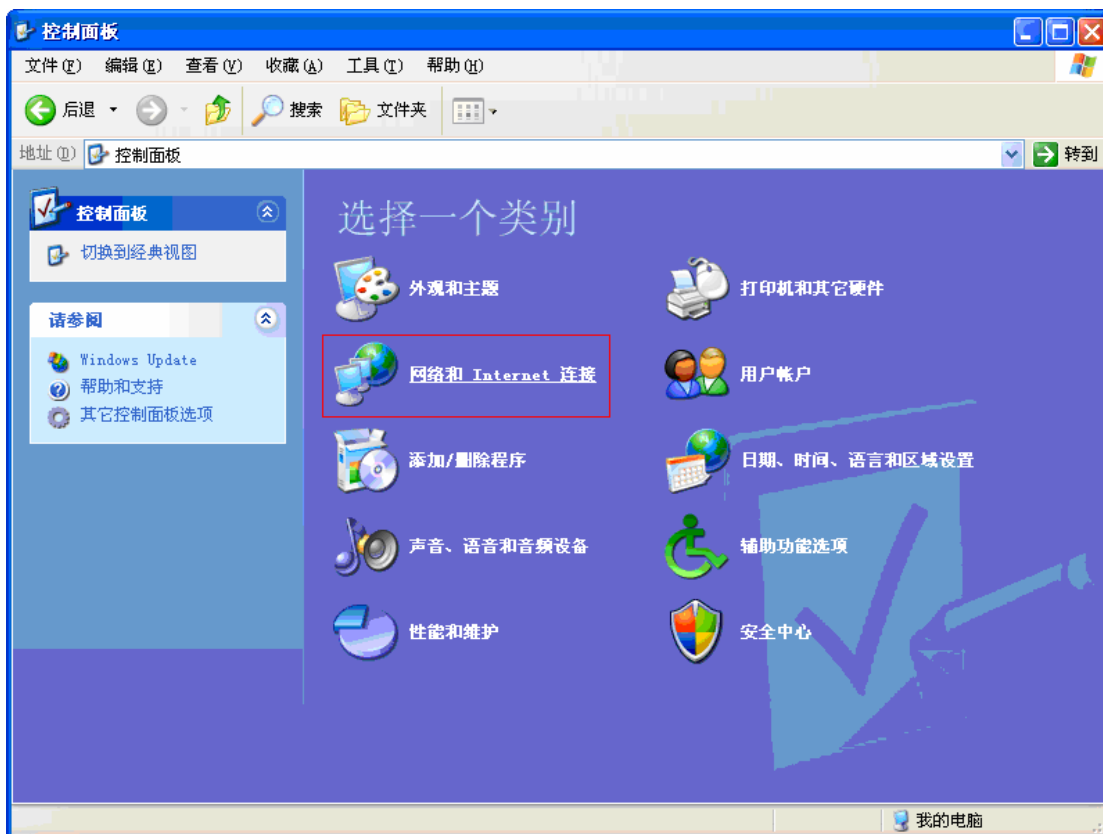 控制面板
文件(F) 编辑(E) 查看(V) 收藏(A) 工具(T) 帮助(H)
后退 搜索 文件夹
地址(D) 控制面板 转到
控制面板
切换到经典视图
请参阅
Windows Update
帮助和支持
其它控制面板选项
选择一个类别
外观和主题 打印机和其它硬件
网络和 Internet 连接 用户帐户
添加/删除程序 日期、时间、语言和区域设置
声音、语音和音频设备 辅助功能选项
性能和维护 安全中心
我的电脑